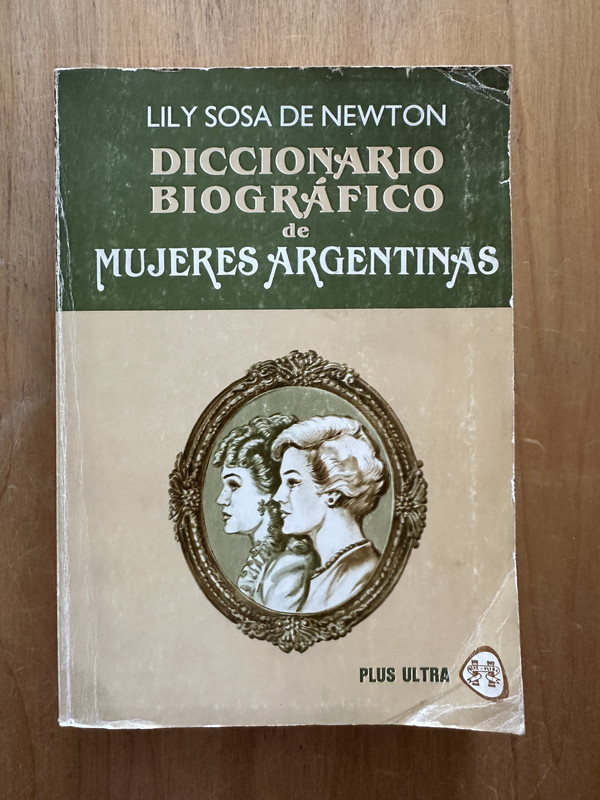 LILY SOSA DE NEWTON
DICCIONARIO
BIOGRÁFICO
de
MUJERES ARGENTINAS
PLUS ULTRA